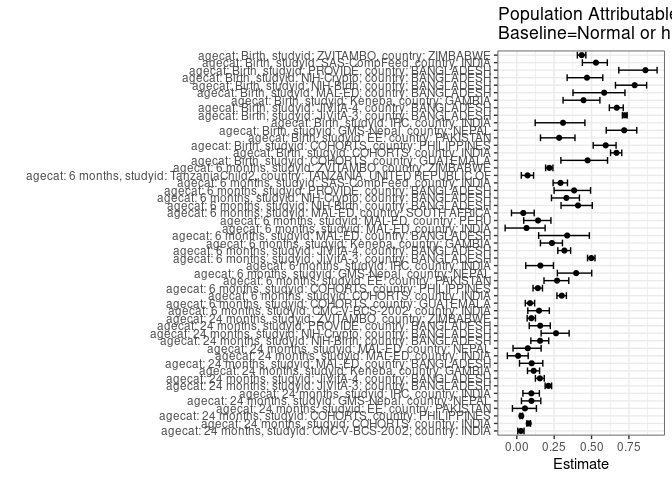 Population Attributable
Baseline=Normal or h
agecat: Birth, studyid: ZVITAMBO, country: ZIMBABWE
agecat: Birth, studyid: SAS-CompFeed, country: INDIA
agecat: Birth, studyid: PROVIDE, country: BANGLADESH
agecat: Birth, studyid: NIH-Crypto, country: BANGLADESH
agecat: Birth, studyid: NIH-Birth, country: BANGLADESH
agecat: Birth, studyid: MAL-ED, country: BANGLADESH
agecat: Birth, studyid: Keneba, country: GAMBIA
agecat: Birth, studyid: JiVitA-4, country: BANGLADESH
agecat: Birth, studyid: JiVitA-3, country: BANGLADESH
agecat: Birth, studyid: IRC, country: INDIA
agecat: Birth, studyid: GMS-Nepal, country: NEPAL
agecat: Birth, studyid: EE, country: PAKISTAN
agecat: Birth, studyid: COHORTS, country: PHILIPPINES
agecat: Birth, studyid: COHORTS, country: INDIA
agecat: Birth, studyid: COHORTS, country: GUATEMALA
agecat: 6 months, studyid: ZVITAMBO, country: ZIMBABWE
agecat: 6 months, studyid: TanzaniaChild2, country: TANZANIA, UNITED REPUBLIC OF
agecat: 6 months, studyid: SAS-CompFeed, country: INDIA
agecat: 6 months, studyid: PROVIDE, country: BANGLADESH
agecat: 6 months, studyid: NIH-Crypto, country: BANGLADESH
agecat: 6 months, studyid: NIH-Birth, country: BANGLADESH
agecat: 6 months, studyid: MAL-ED, country: SOUTH AFRICA
agecat: 6 months, studyid: MAL-ED, country: PERU
agecat: 6 months, studyid: MAL-ED, country: INDIA
agecat: 6 months, studyid: MAL-ED, country: BANGLADESH
agecat: 6 months, studyid: Keneba, country: GAMBIA
agecat: 6 months, studyid: JiVitA-4, country: BANGLADESH
agecat: 6 months, studyid: JiVitA-3, country: BANGLADESH
agecat: 6 months, studyid: IRC, country: INDIA
agecat: 6 months, studyid: GMS-Nepal, country: NEPAL
agecat: 6 months, studyid: EE, country: PAKISTAN
agecat: 6 months, studyid: COHORTS, country: PHILIPPINES
agecat: 6 months, studyid: COHORTS, country: INDIA
agecat: 6 months, studyid: COHORTS, country: GUATEMALA
agecat: 6 months, studyid: CMC-V-BCS-2002, country: INDIA
agecat: 24 months, studyid: ZVITAMBO, country: ZIMBABWE
agecat: 24 months, studyid: PROVIDE, country: BANGLADESH
agecat: 24 months, studyid: NIH-Crypto, country: BANGLADESH
agecat: 24 months, studyid: NIH-Birth, country: BANGLADESH
agecat: 24 months, studyid: MAL-ED, country: NEPAL
agecat: 24 months, studyid: MAL-ED, country: INDIA
agecat: 24 months, studyid: MAL-ED, country: BANGLADESH
agecat: 24 months, studyid: Keneba, country: GAMBIA
agecat: 24 months, studyid: JiVitA-4, country: BANGLADESH
agecat: 24 months, studyid: JiVitA-3, country: BANGLADESH
agecat: 24 months, studyid: IRC, country: INDIA
agecat: 24 months, studyid: GMS-Nepal, country: NEPAL
agecat: 24 months, studyid: EE, country: PAKISTAN
agecat: 24 months, studyid: COHORTS, country: PHILIPPINES
agecat: 24 months, studyid: COHORTS, country: INDIA
agecat: 24 months, studyid: CMC-V-BCS-2002, country: INDIA
0.00 0.25 0.50 0.75
Estimate